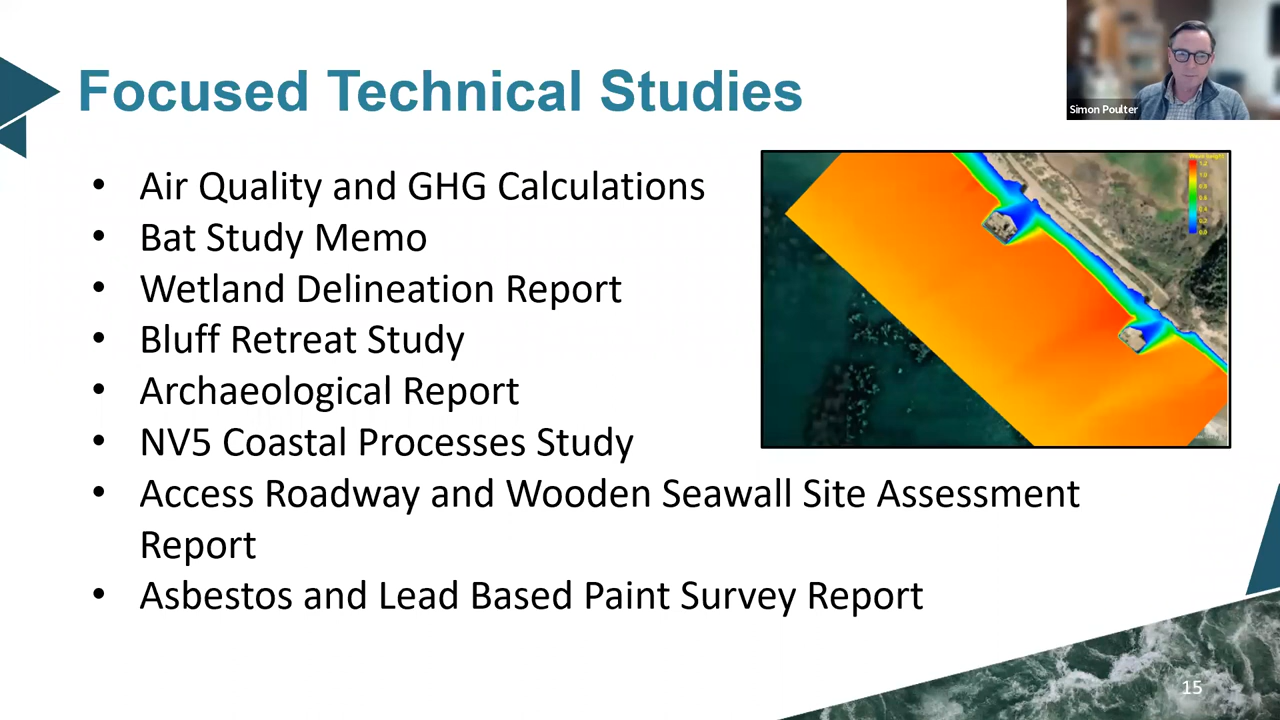 Focused Technical Studies
Simon Poulter
• Air Quality and GHG Calculations
• Bat Study Memo
• Wetland Delineation Report
• Bluff Retreat Study
• Archaeological Report
• NV5 Coastal Processes Study
• Access Roadway and Wooden Seawall Site Assessment
Report
• Asbestos and Lead Based Paint Survey Report
15